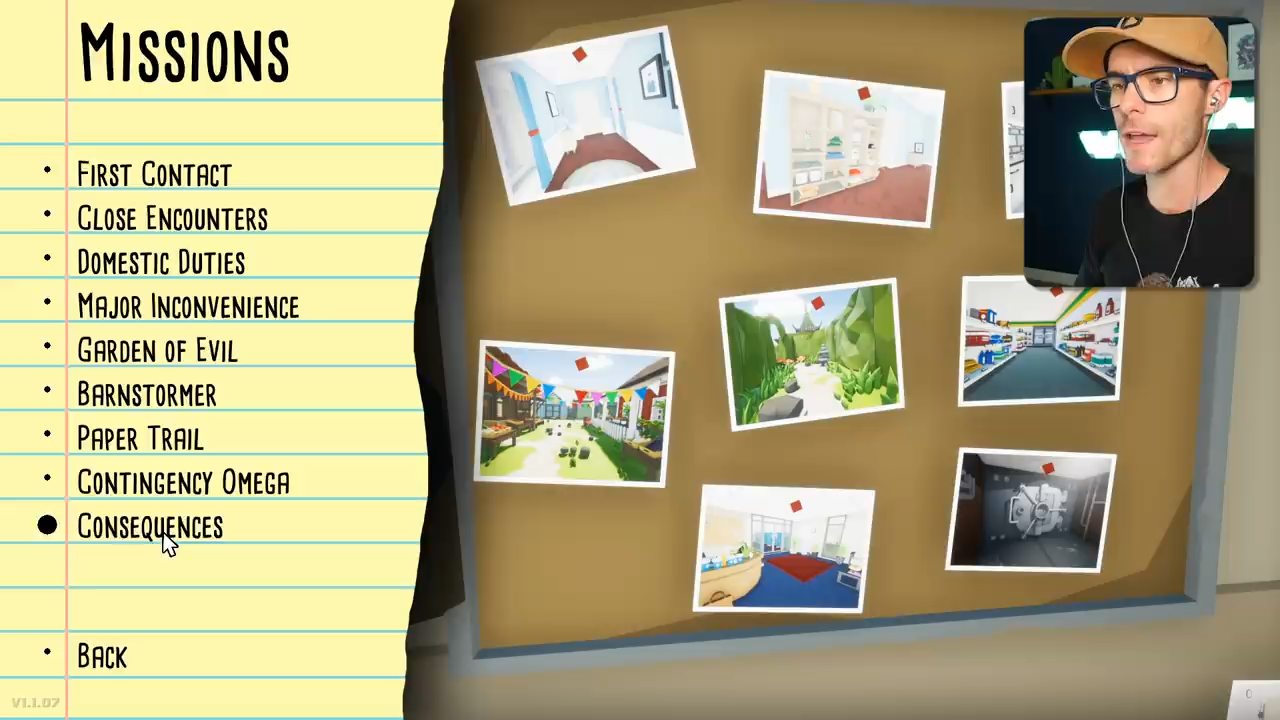 MISSIONS
FIRST CONTACT
CLOSE ENCOUNTERS
DOMESTIC DUTIES
MAJOR INCONVENIENCE
GARDEN OF EVIL
BARNSTORMER
PAPER TRAIL
CONTINGENCY OMEGA
CONSEQUENCES
BACK
V1.1.07